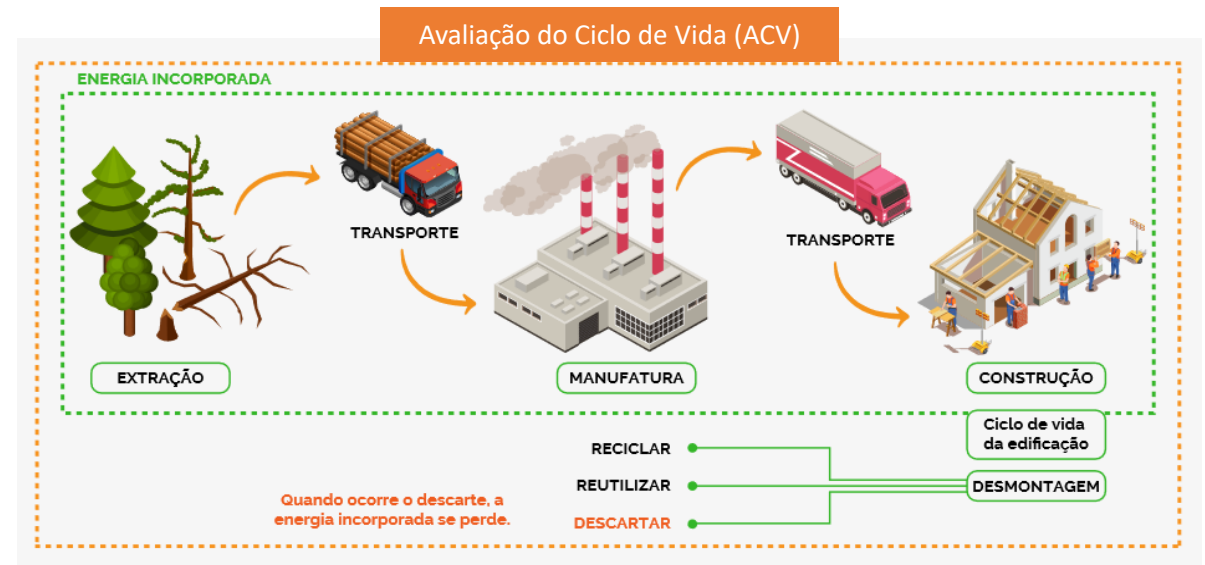 Avaliação do Ciclo de Vida (ACV)
ENERGIA INCORPORADA
TRANSPORTE
TRANSPORTE
EXTRAÇÃO
MANUFATURA
CONSTRUÇÃO
Ciclo de vida
da edificação
RECICLAR
REUTILIZAR
DESMONTAGEM
Quando ocorre o descarte, a
energia incorporada se perde.
DESCARTAR